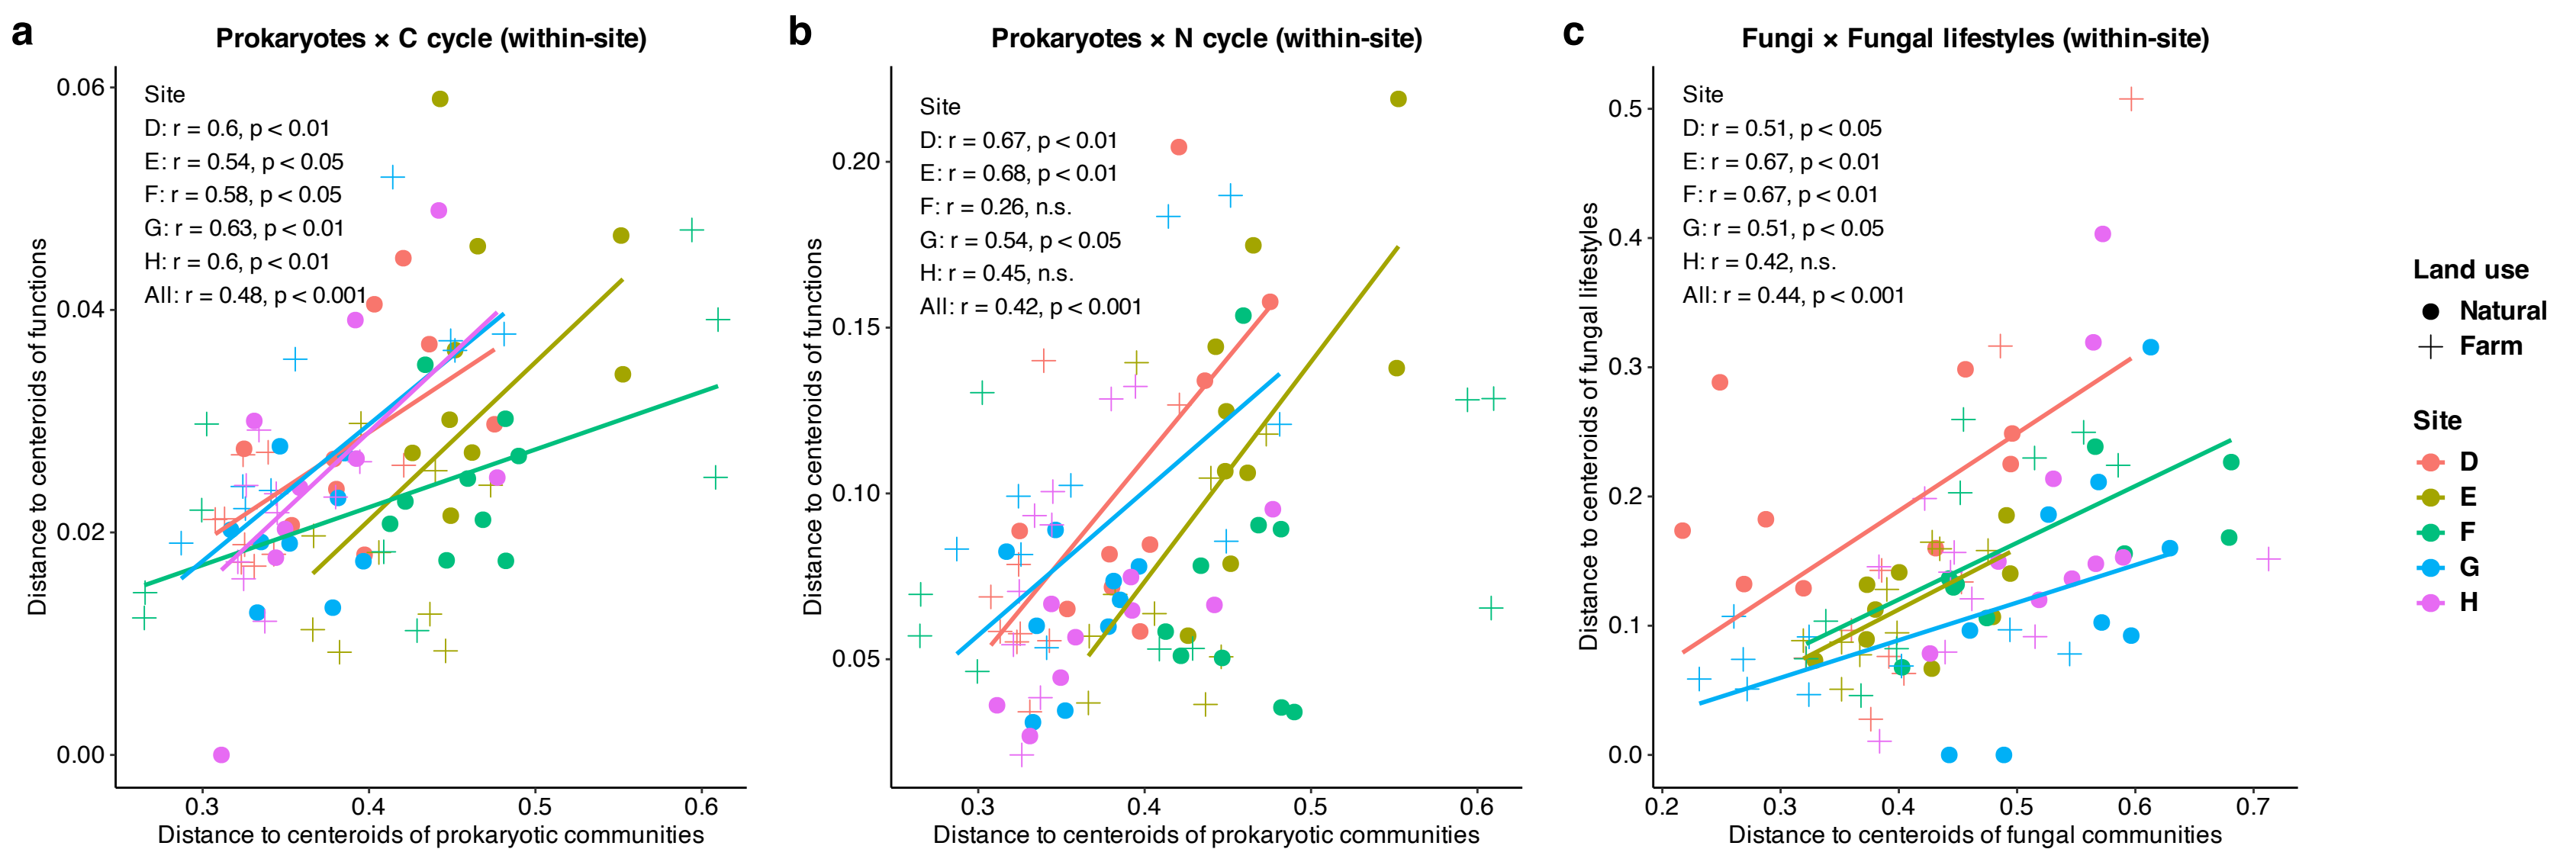 a
Prokaryotes × C cycle (within-site)
Distance to centeroids of functions
0.06
0.04
0.02
0.00
Site
D: r = 0.6, p < 0.01
E: r = 0.54, p < 0.05
F: r = 0.58, p < 0.05
G: r = 0.63, p < 0.01
H: r = 0.6, p < 0.01
All: r = 0.48, p < 0.001
0.3 0.4 0.5 0.6
Distance to centeroids of prokaryotic communities
b
Prokaryotes × N cycle (within-site)
Distance to centeroids of functions
0.20
0.15
0.10
0.05
Site
D: r = 0.67, p < 0.01
E: r = 0.68, p < 0.01
F: r = 0.26, n.s.
G: r = 0.54, p < 0.05
H: r = 0.45, n.s.
All: r = 0.42, p < 0.001
0.3 0.4 0.5 0.6
Distance to centeroids of prokaryotic communities
c
Fungi × Fungal lifestyles (within-site)
Distance to centeroids of fungal lifestyles
0.5
0.4
0.3
0.2
0.1
0.0
Site
D: r = 0.51, p < 0.05
E: r = 0.67, p < 0.01
F: r = 0.67, p < 0.01
G: r = 0.51, p < 0.05
H: r = 0.42, n.s.
All: r = 0.44, p < 0.001
0.2 0.3 0.4 0.5 0.6 0.7
Distance to centeroids of fungal communities
Land use
Natural
Farm
Site
D
E
F
G
H